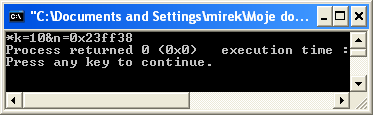 "C:\Documents and Settings\mirek\Moje do...
*k=10&n=0x23ff38
Process returned 0 (0x0)   execution time :
Press any key to continue.